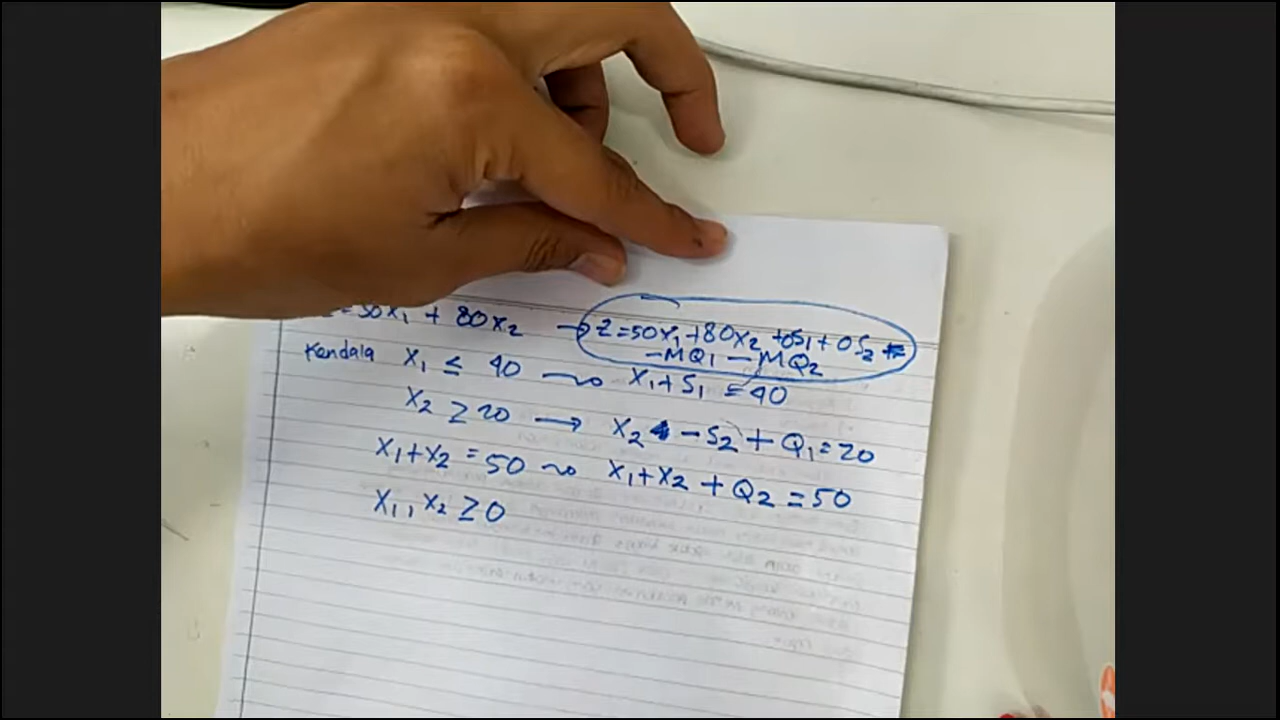 Z=50X₁ + 80X₂ → Z=50X₁+80X₂ +0S₁+0S₂
-MQ1 - MQ2
Kendala X₁ ≤ 40 ~ X₁+S₁ = 40
X₂ ≥ 20 → X₂ - S₂ + Q₁ = 20
X₁+X₂ = 50 ~ X₁+X₂ + Q₂ = 50
X₁, X₂ ≥ 0